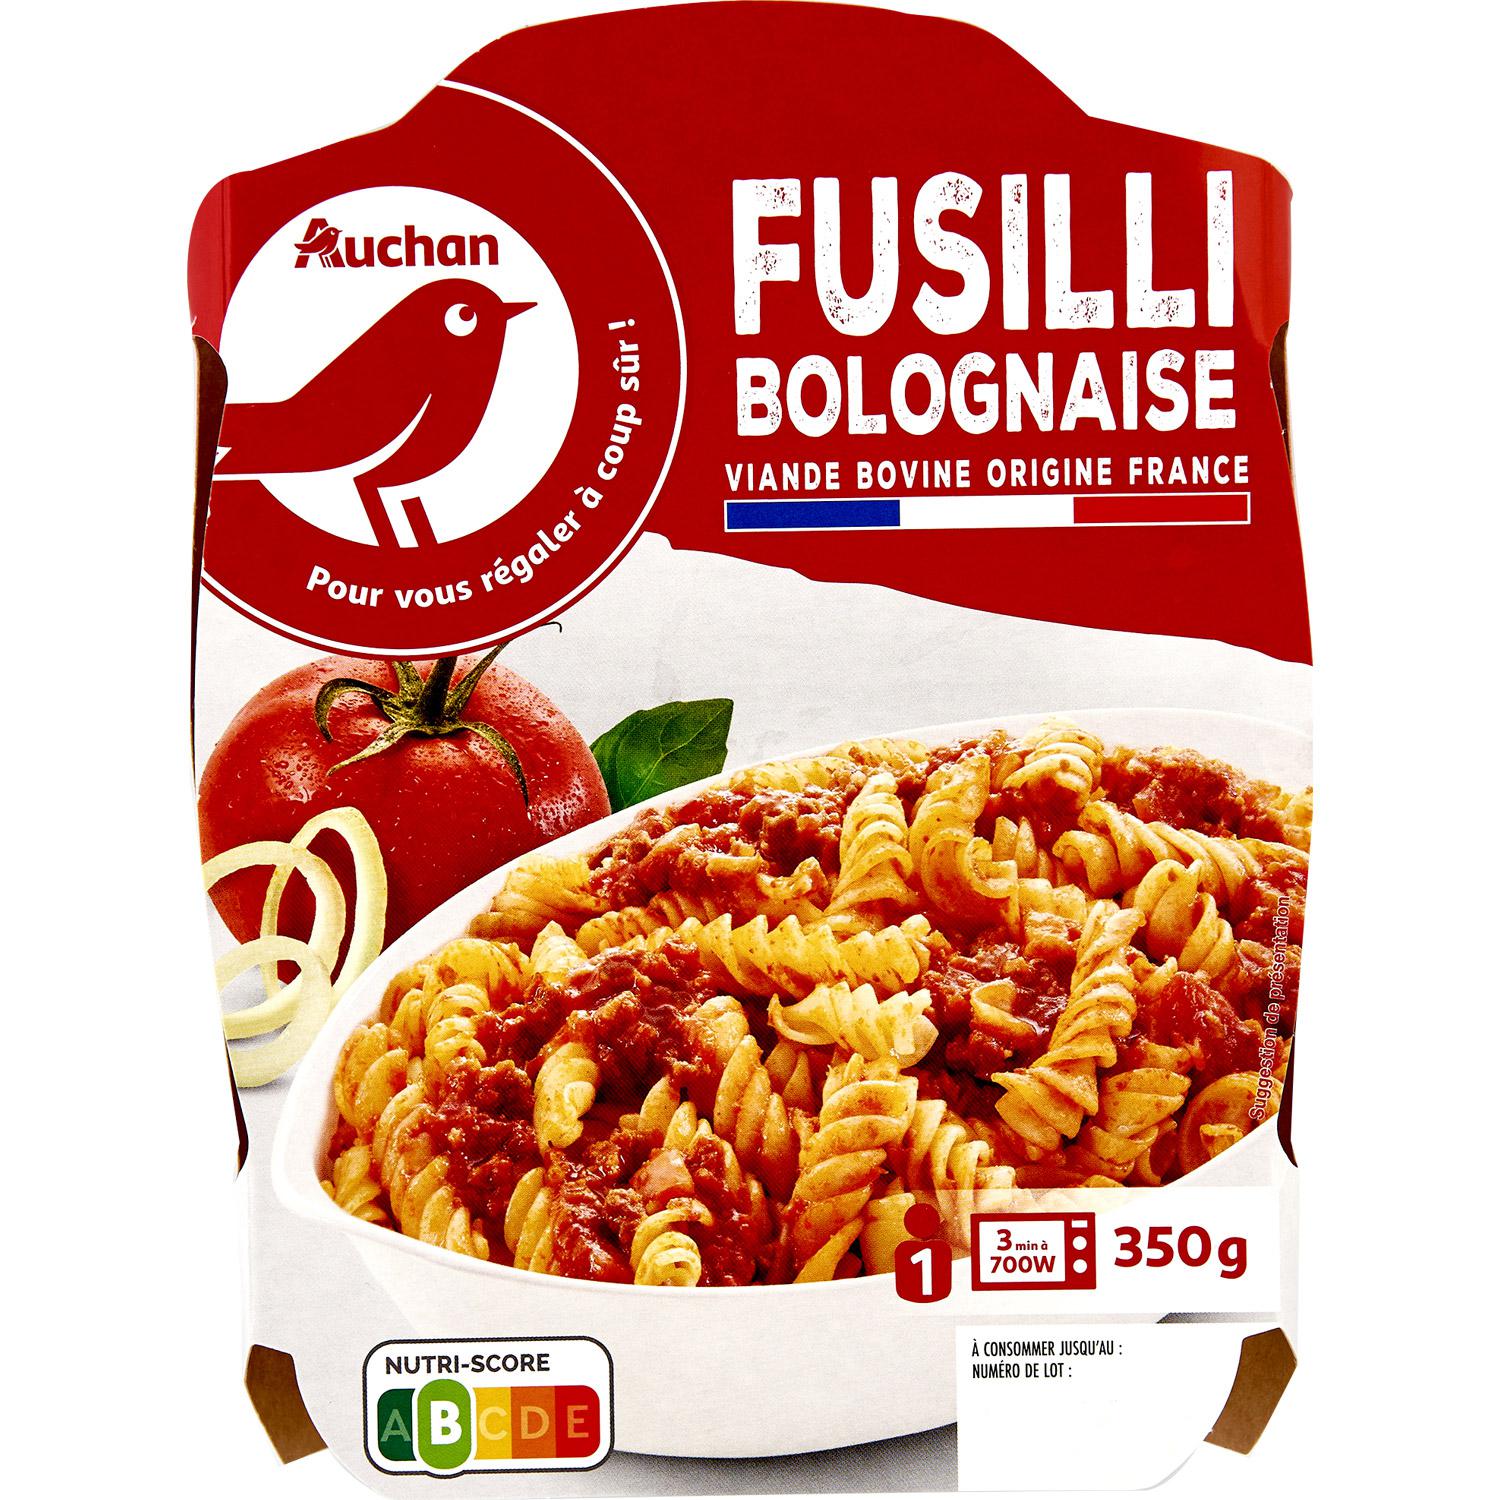 Auchan
Pour vous régaler à coup sûr !
FUSILLI
BOLOGNAISE
VIANDE BOVINE ORIGINE FRANCE
Suggestion de présentation
1
3 min à
700W
350g
À CONSOMMER JUSQU'AU :
NUMÉRO DE LOT :
NUTRI-SCORE
A B C D E